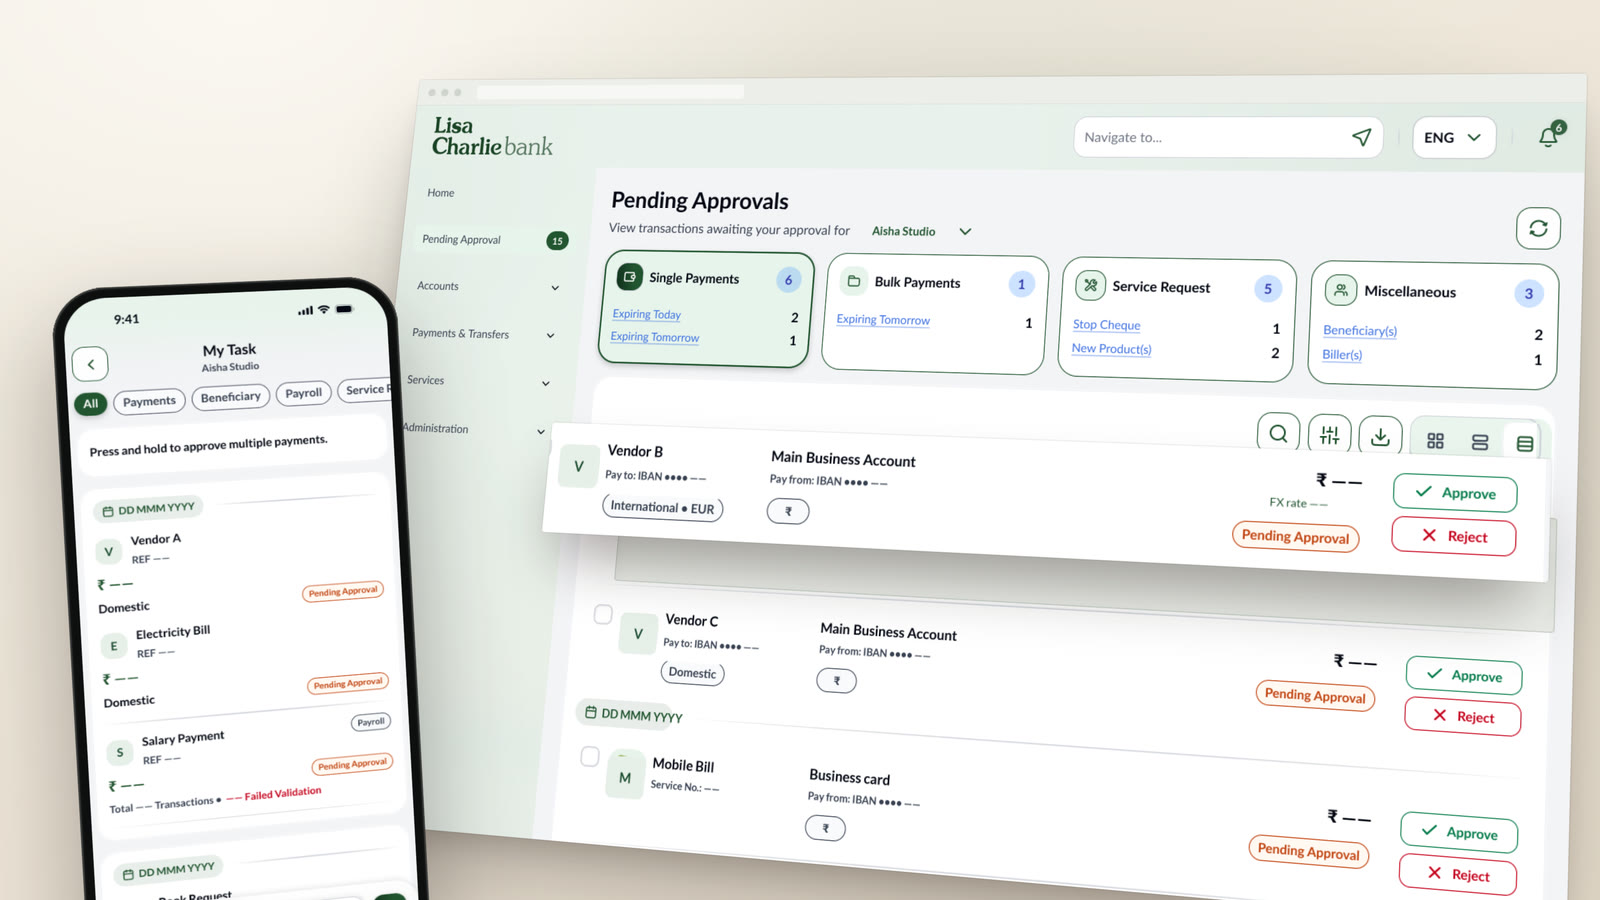 Lisa
Charlie bank
Navigate to...
ENG
6
Home
Pending Approval 15
Accounts
Payments & Transfers
Services
Administration
Pending Approvals
View transactions awaiting your approval for Aisha Studio
Single Payments 6
Expiring Today 2
Expiring Tomorrow 1
Bulk Payments 1
Expiring Tomorrow 1
Service Request 5
Stop Cheque 1
New Product(s) 2
Miscellaneous 3
Beneficiary(s) 2
Biller(s) 1
V
Vendor B
Pay to: IBAN •••• ——
International • EUR
Main Business Account
Pay from: IBAN •••• ——
₹
₹ ——
FX rate ——
Pending Approval
Approve
Reject
V
Vendor C
Pay to: IBAN •••• ——
Domestic
Main Business Account
Pay from: IBAN •••• ——
₹
₹ ——
Pending Approval
Approve
Reject
DD MMM YYYY
M
Mobile Bill
Service No.: ——
Business card
Pay from: IBAN •••• ——
₹
₹ ——
Pending Approval
Approve
Reject
9:41
My Task
Aisha Studio
All
Payments
Beneficiary
Payroll
Service
Press and hold to approve multiple payments.
DD MMM YYYY
V
Vendor A
REF ——
₹ ——
Pending Approval
Domestic
E
Electricity Bill
REF ——
₹ ——
Pending Approval
Domestic
Payroll
S
Salary Payment
REF ——
₹ ——
Pending Approval
Total —— Transactions • —— Failed Validation
DD MMM YYYY
Request